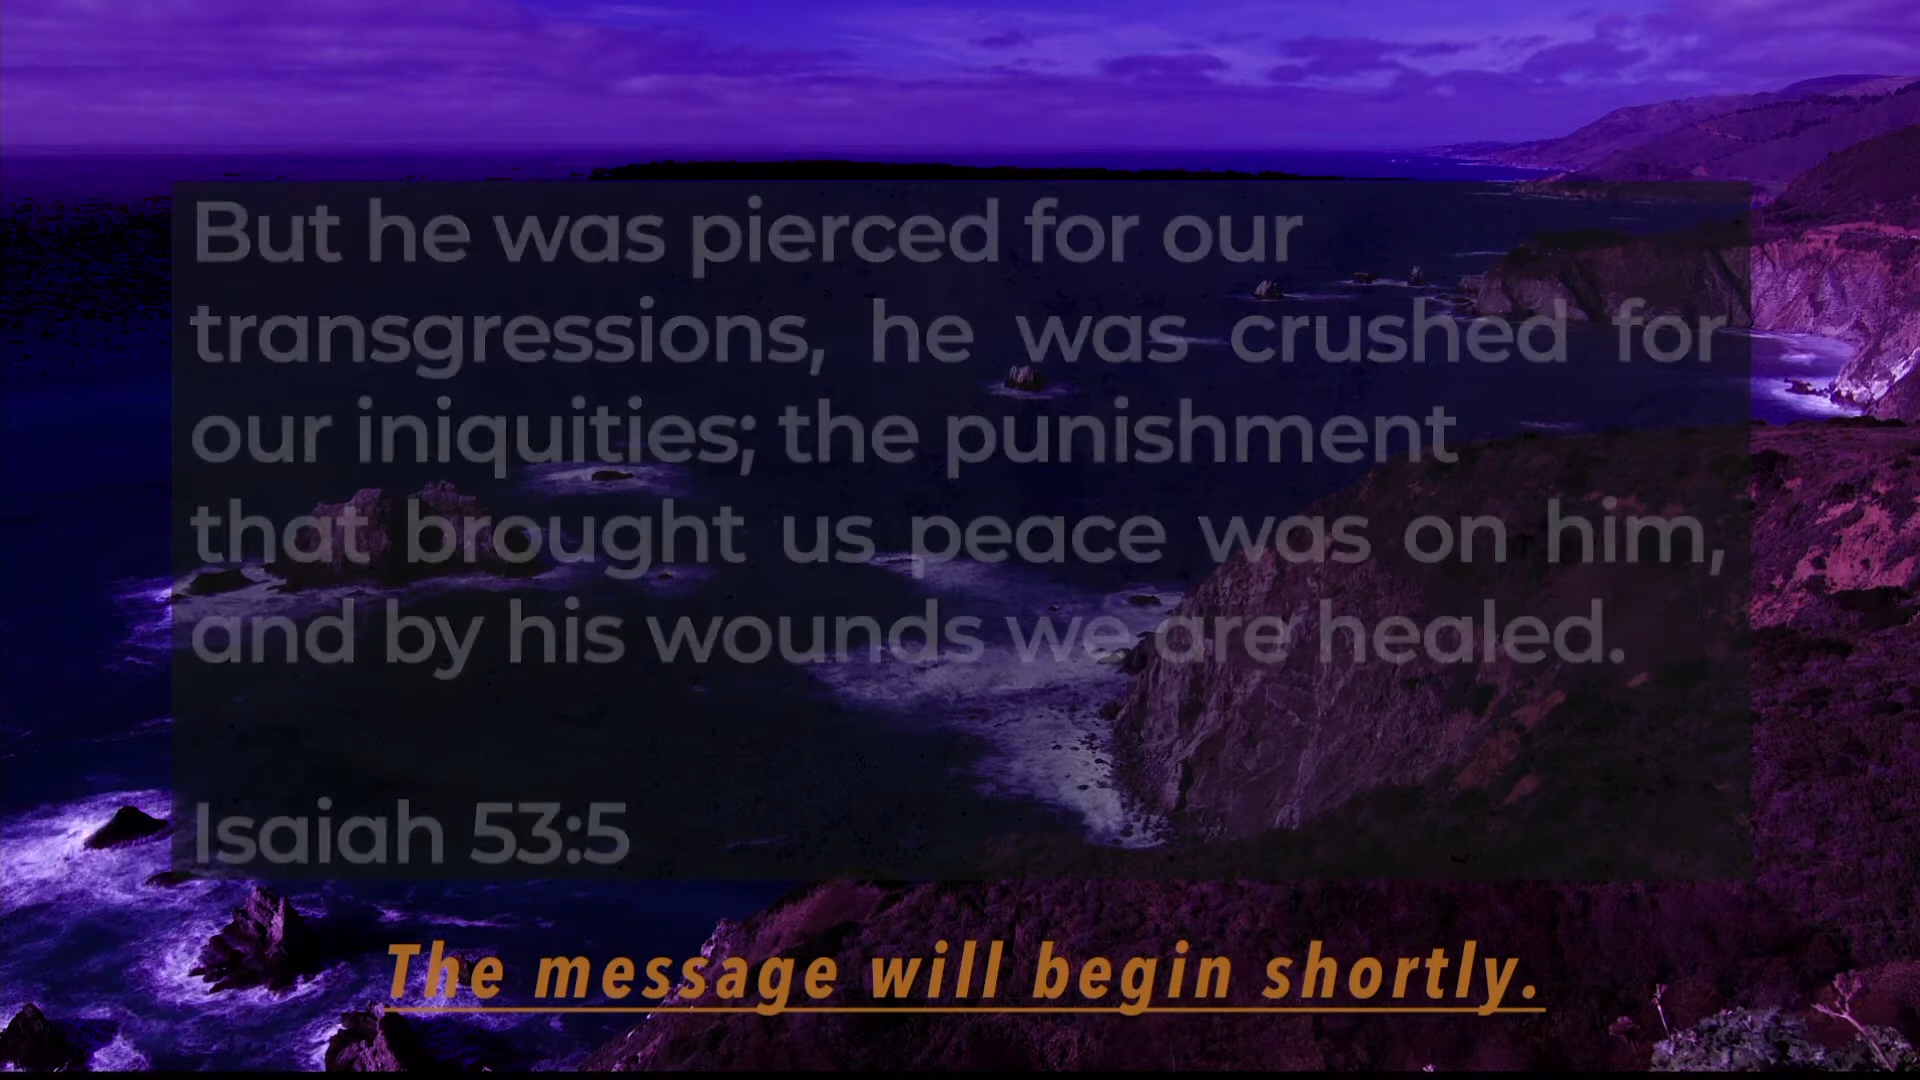 But he was pierced for our
transgressions, he was crushed for
our iniquities; the punishment
that brought us peace was on him,
and by his wounds we are healed.
Isaiah 53:5
The message will begin shortly.